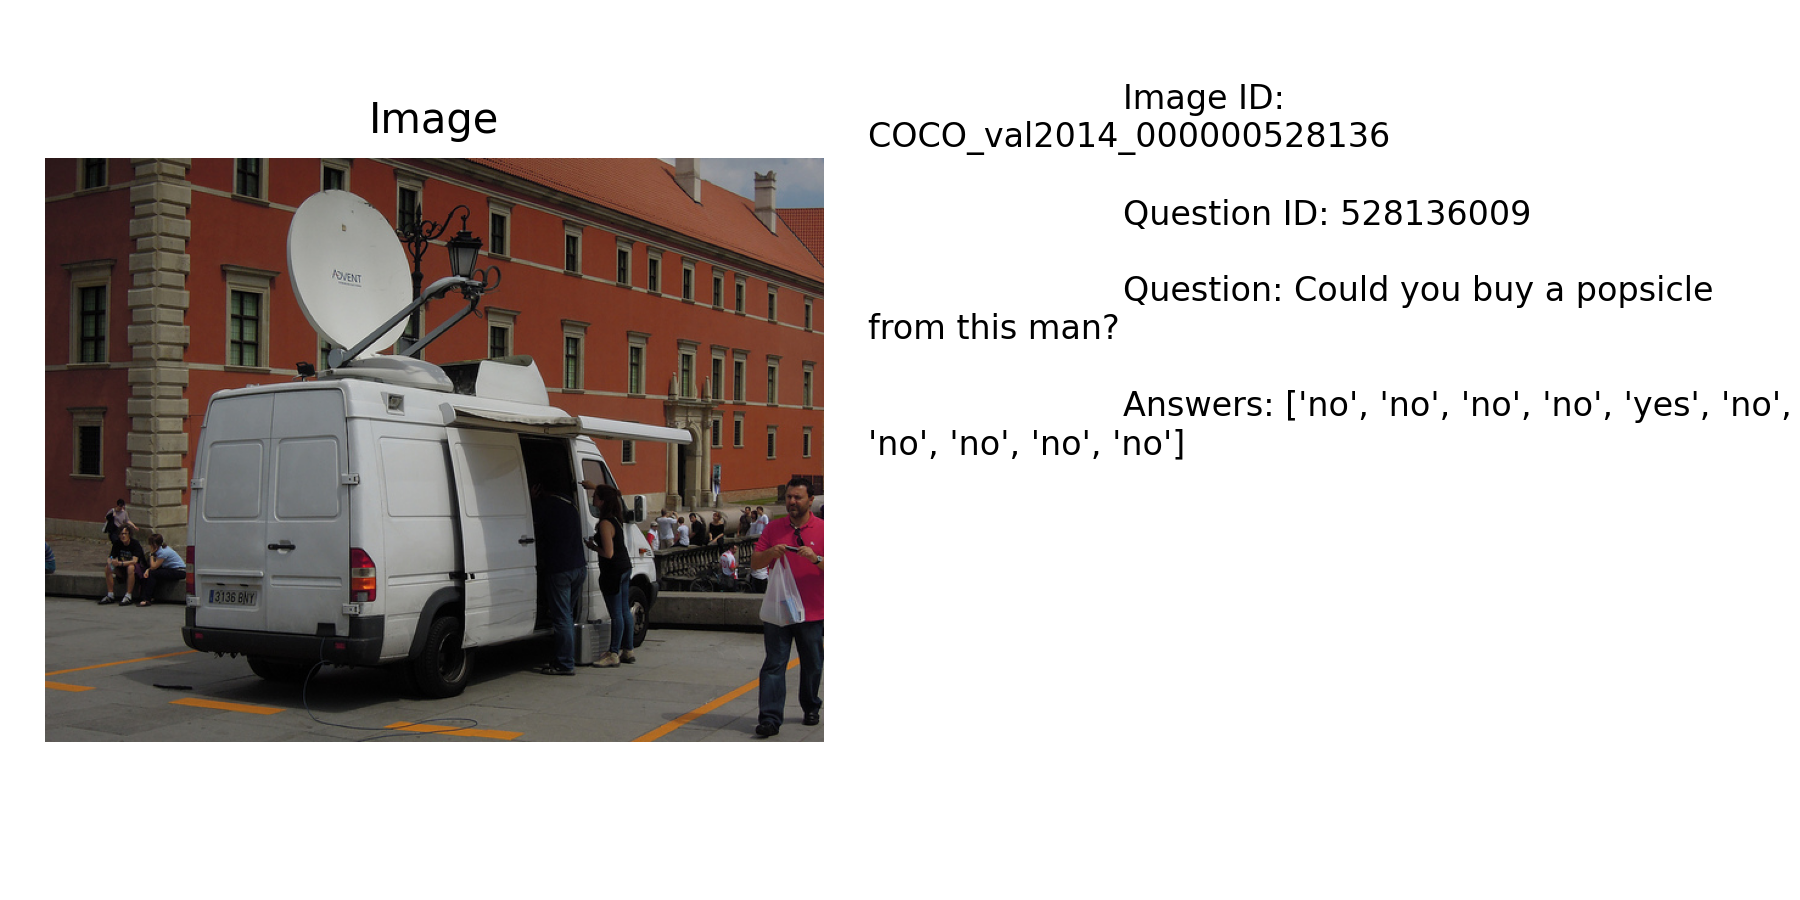 Image
ADVENT
3136 BNY
Image ID:
COCO_val2014_000000528136
Question ID: 528136009
Question: Could you buy a popsicle
from this man?
Answers: ['no', 'no', 'no', 'no', 'yes', 'no',
'no', 'no', 'no', 'no']